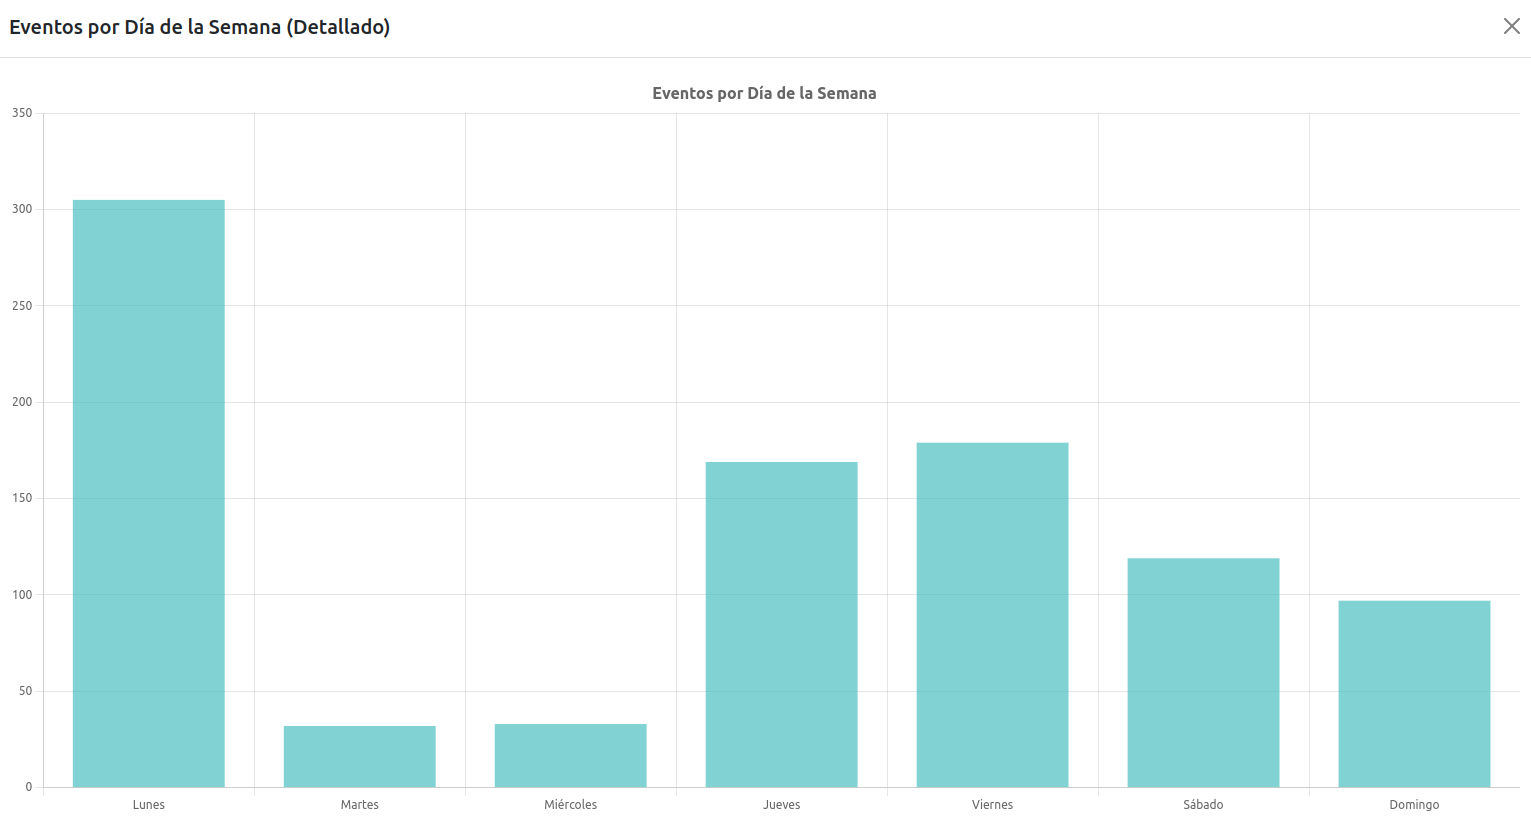 Eventos por Día de la Semana (Detallado)
Eventos por Día de la Semana
350
300
250
200
150
100
50
0
Lunes Martes Miércoles Jueves Viernes Sábado Domingo